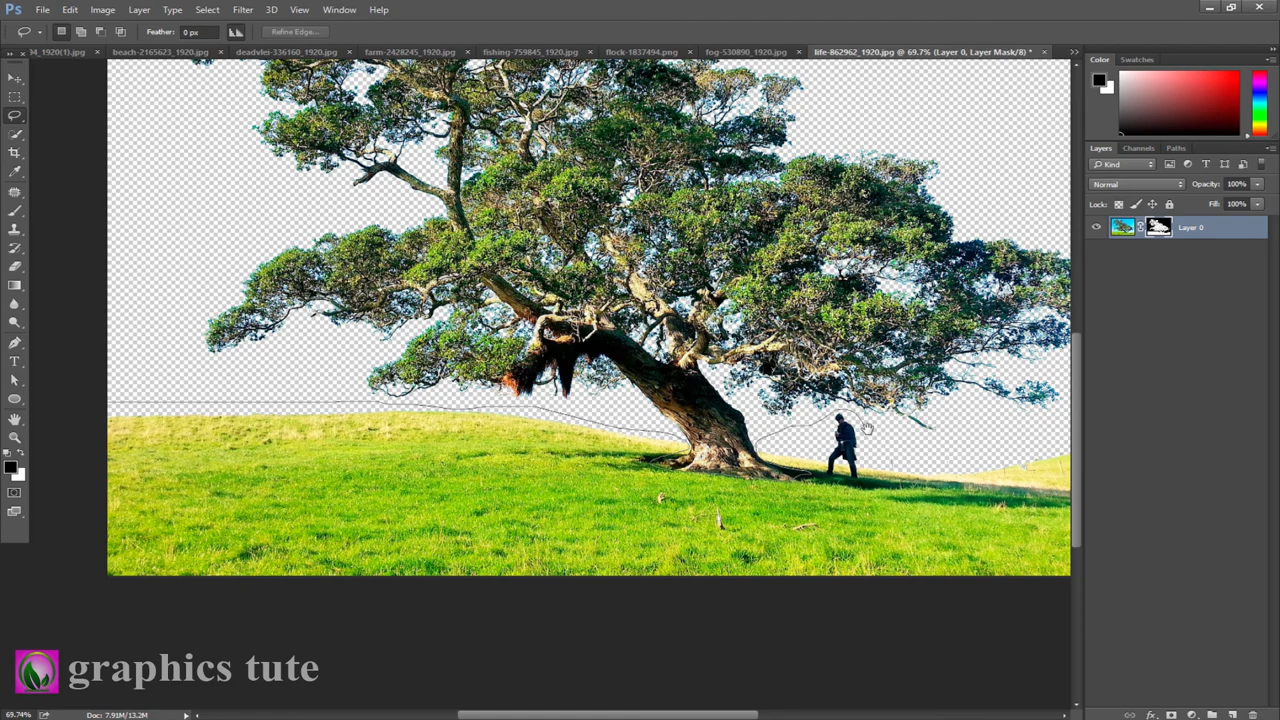 Ps File Edit Image Layer Type Select Filter 3D View Window Help
Feather: 0 px Refine Edge...
94_1920(1).jpg × beach-2165623_1920.jpg × deadvlei-336160_1920.jpg × farm-2428245_1920.jpg × fishing-759845_1920.jpg × flock-1837494.png × fog-530890_1920.jpg × life-862962_1920.jpg @ 69.7% (Layer 0, Layer Mask/8) * ×
Color Swatches
Layers Channels Paths
Kind
Normal Opacity: 100%
Lock: Fill: 100%
Layer 0
graphics tute
69.74% Doc: 7.91M/13.2M